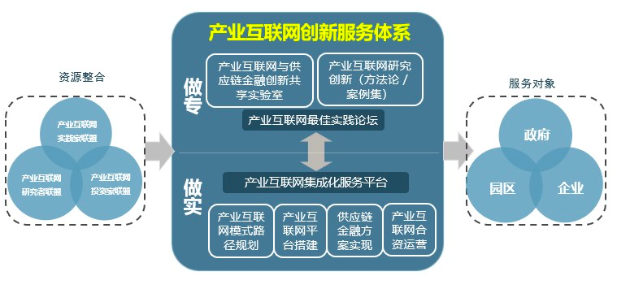 产业互联网创新服务体系
资源整合
产业互联网
实践家联盟
产业互联网
研究者联盟
产业互联网
投资家联盟
做专
产业互联网与供
应链金融创新共
享实验室
产业互联网研究
创新（方法论/
案例集）
产业互联网最佳实践论坛
做实
产业互联网集成化服务平台
产业互联
网模式路
径规划
产业互
联网平
台搭建
供应链
金融方
案实现
产业互
联网合
资运营
服务对象
政府
园区
企业